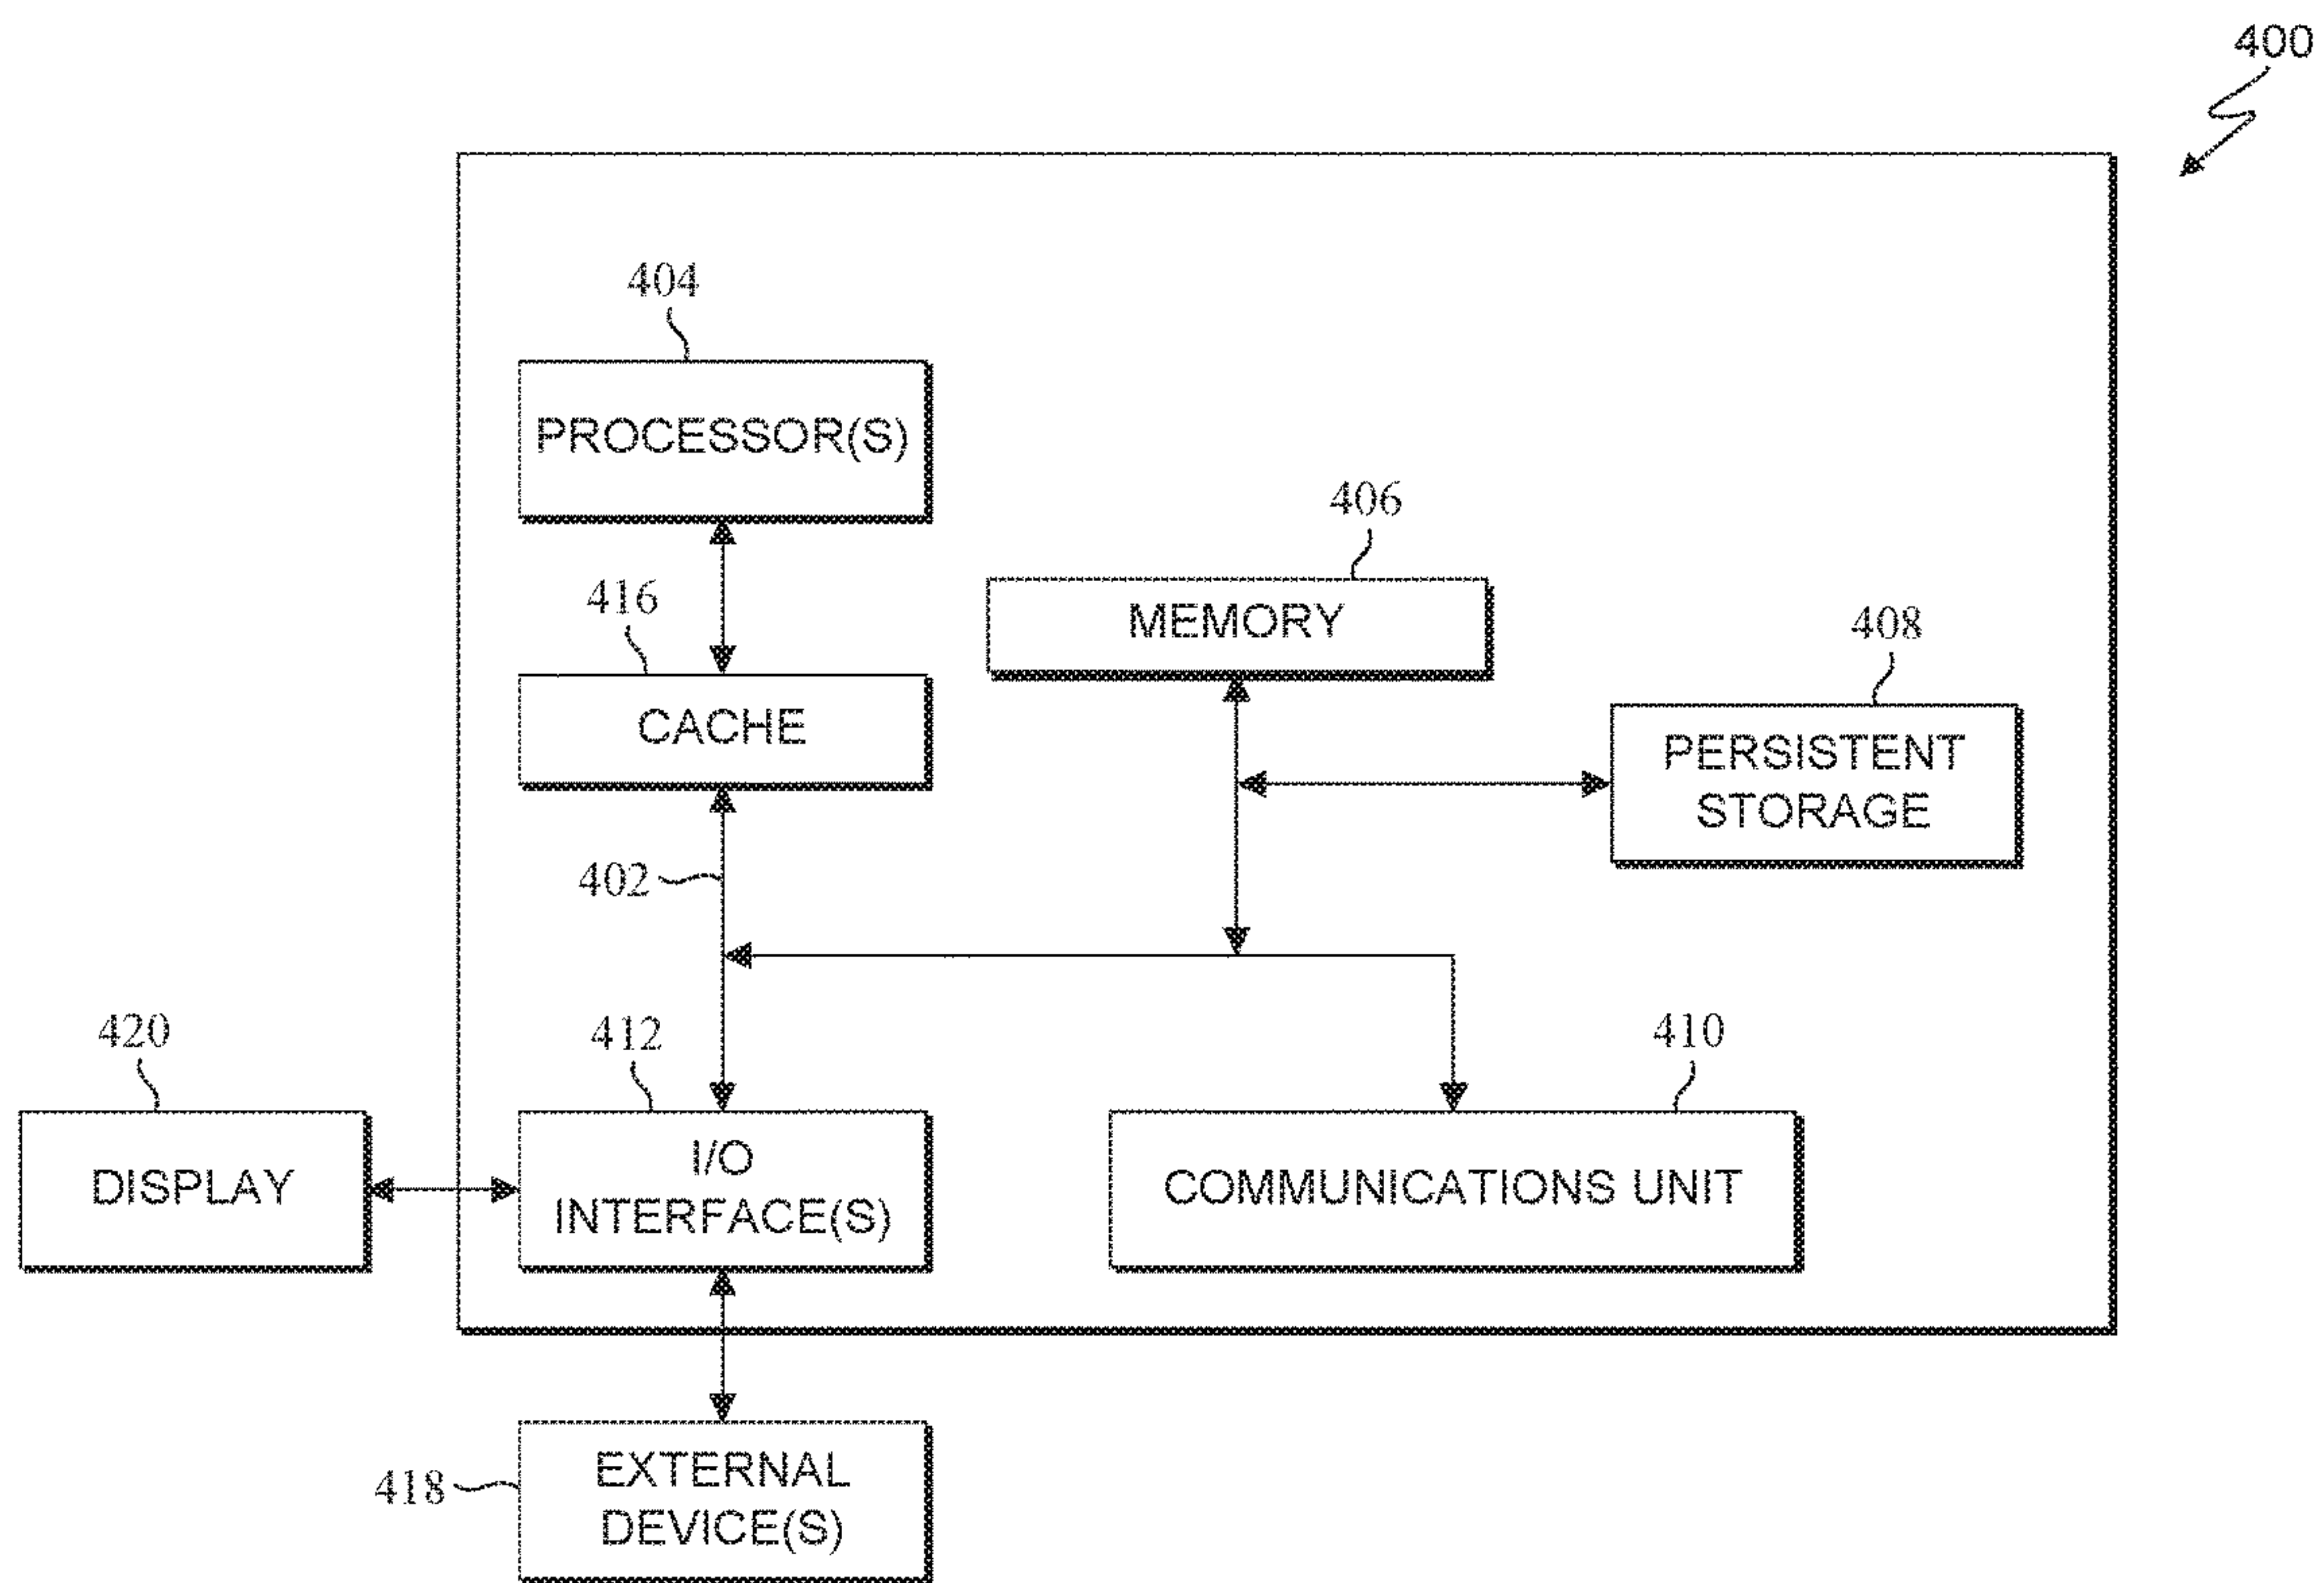 400
404
PROCESSOR(S)
406
MEMORY
416
CACHE
408
PERSISTENT
STORAGE
402
420
DISPLAY
412
I/O
INTERFACE(S)
410
COMMUNICATIONS UNIT
418
EXTERNAL
DEVICE(S)